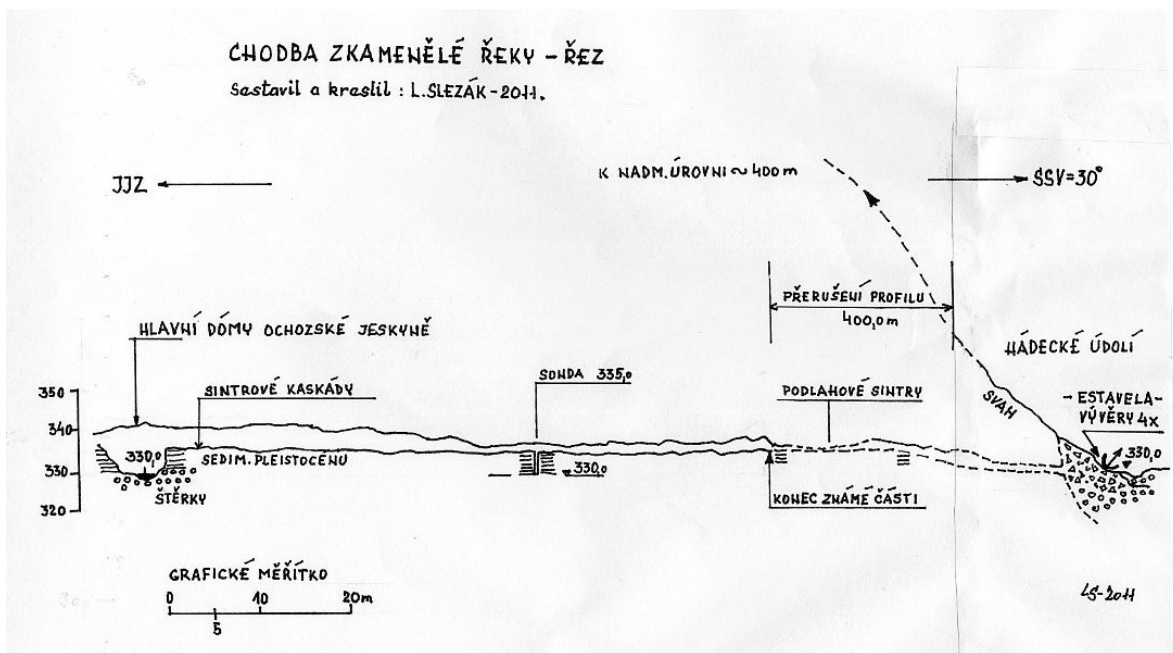 CHODBA ZKAMENĚLÉ ŘEKY – ŘEZ
Sestavil a kreslil : L. SLEZÁK - 2011.
K NADM. ÚROVNI ~ 400 m
JJZ
SSV = 30°
PŘERUŠENÍ PROFILU
400,0 m
HLAVNÍ DÓMY OCHOZSKÉ JESKYNĚ
HÁDECKÉ ÚDOLÍ
SONDA 335,0
SINTROVÉ KASKÁDY
PODLAHOVÉ SINTRY
SVAH
– ESTAVELA-
VÝVĚRY 4X
350
340
330
320
330,0
SEDIM. PLEISTOCÉNU
330,0
330,0
ŠTĚRKY
KONEC ZNÁMÉ ČÁSTI
GRAFICKÉ MĚŘÍTKO
0 10 20m
5
LS-2011